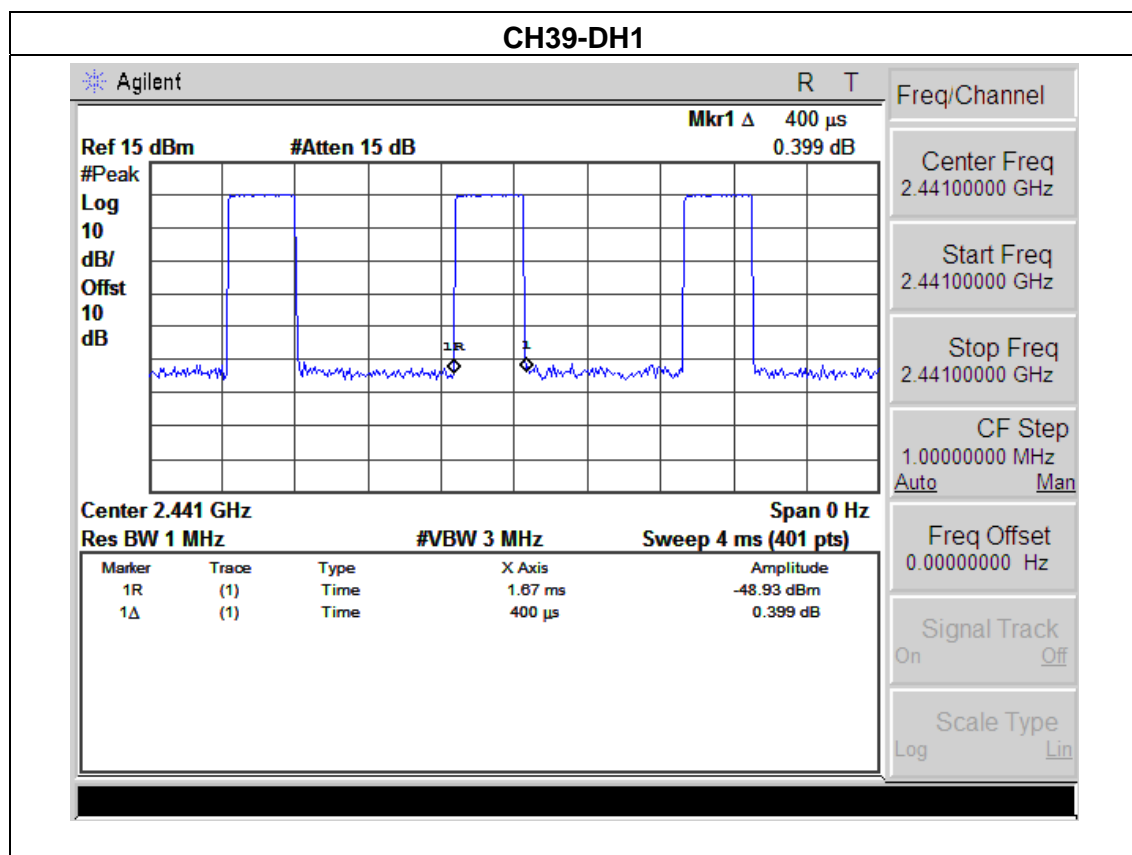 CH39-DH1
Agilent R T
Mkr1 Δ 400 μs
Ref 15 dBm #Atten 15 dB 0.399 dB
#Peak
Log
10
dB/
Offst
10
dB
1R 1
Center 2.441 GHz Span 0 Hz
Res BW 1 MHz #VBW 3 MHz Sweep 4 ms (401 pts)
Marker Trace Type X Axis Amplitude
1R (1) Time 1.67 ms -48.93 dBm
1Δ (1) Time 400 μs 0.399 dB
Freq/Channel
Center Freq
2.44100000 GHz
Start Freq
2.44100000 GHz
Stop Freq
2.44100000 GHz
CF Step
1.00000000 MHz
Auto Man
Freq Offset
0.00000000 Hz
Signal Track
On Off
Scale Type
Log Lin